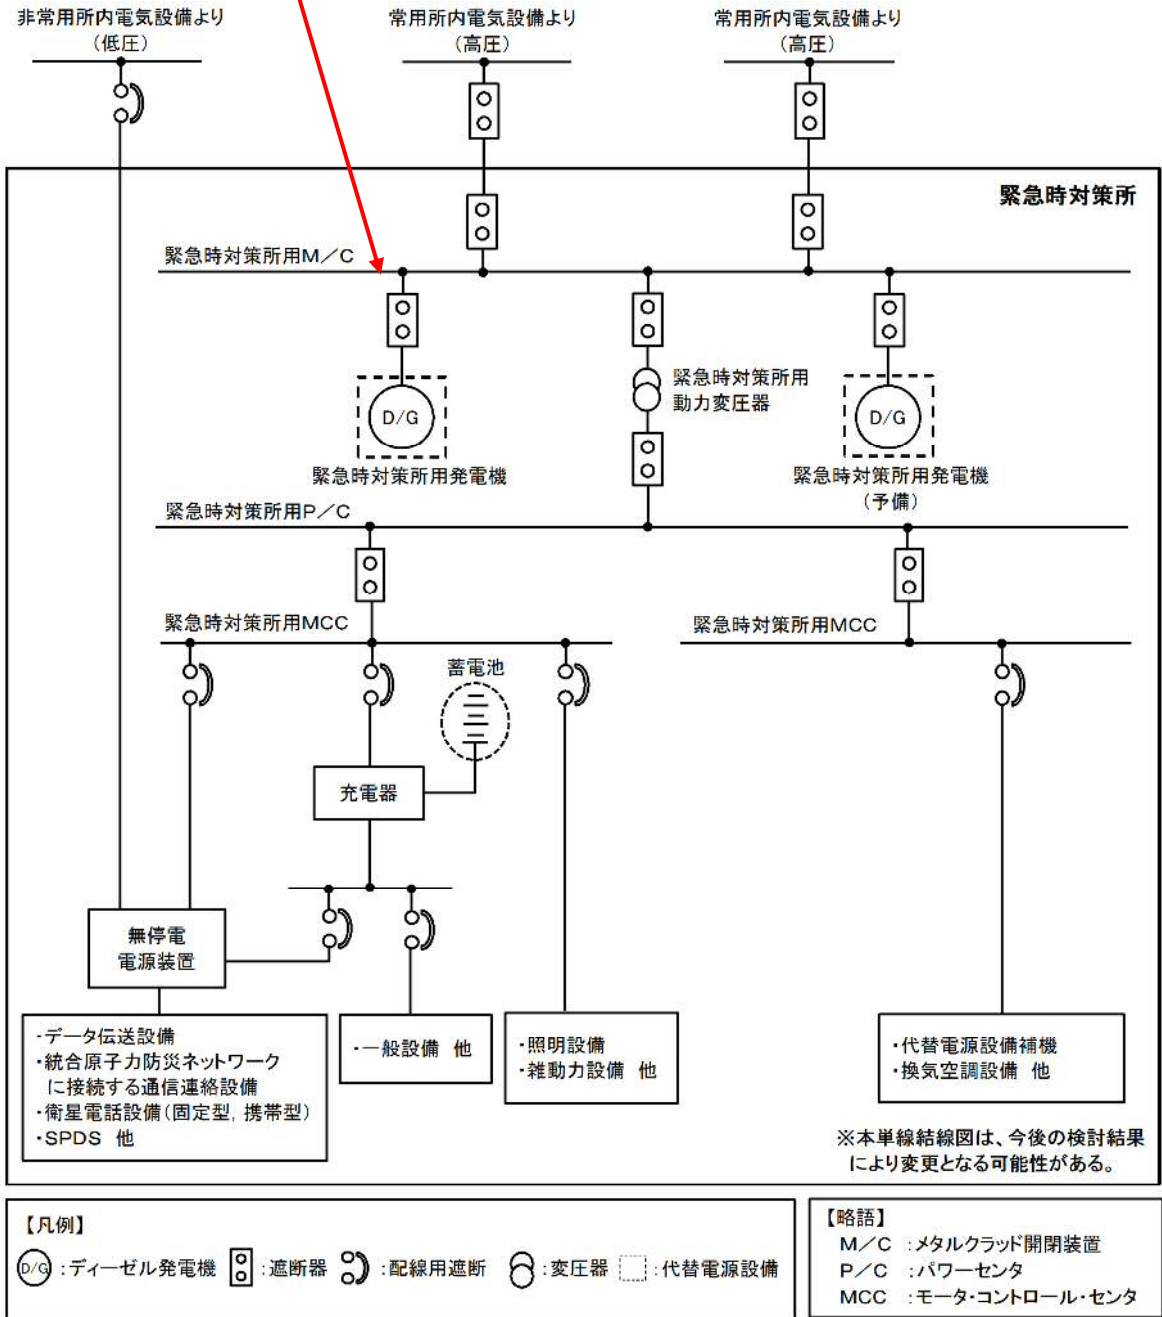 非常用所内電気設備より
（低圧）
常用所内電気設備より
（高圧）
常用所内電気設備より
（高圧）
緊急時対策所
緊急時対策所用M／C
緊急時対策所用
動力変圧器
D/G
D/G
緊急時対策所用発電機
緊急時対策所用発電機
（予備）
緊急時対策所用P／C
緊急時対策所用MCC
緊急時対策所用MCC
蓄電池
充電器
無停電
電源装置
・データ伝送設備
・統合原子力防災ネットワーク
に接続する通信連絡設備
・衛星電話設備（固定型，携帯型）
・SPDS 他
・一般設備 他
・照明設備
・雑動力設備 他
・代替電源設備補機
・換気空調設備 他
※本単線結線図は、今後の検討結果
により変更となる可能性がある。
【凡例】
D/G：ディーゼル発電機 ：遮断器 ：配線用遮断 ：変圧器 ：代替電源設備
【略語】
M／C ：メタルクラッド開閉装置
P／C ：パワーセンタ
MCC ：モータ・コントロール・センタ